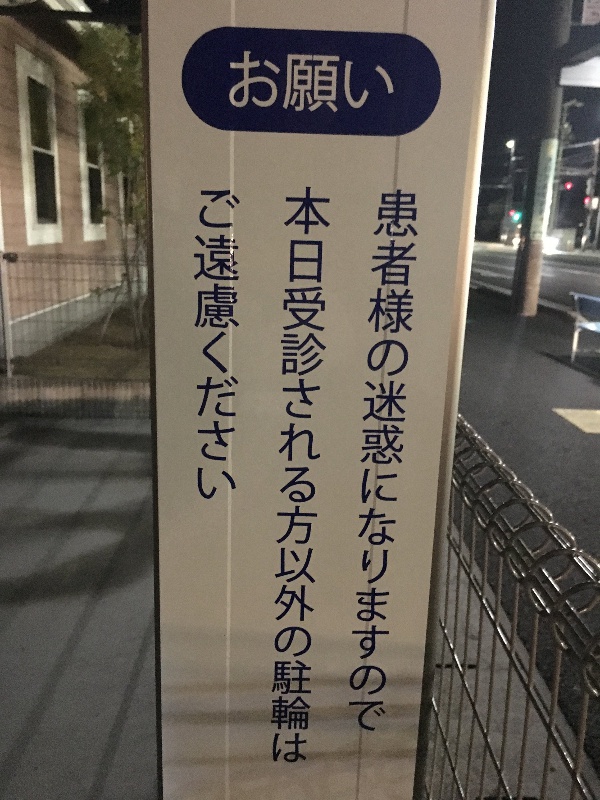 お願い
患者様の迷惑になりますので
本日受診される方以外の駐輪は
ご遠慮ください